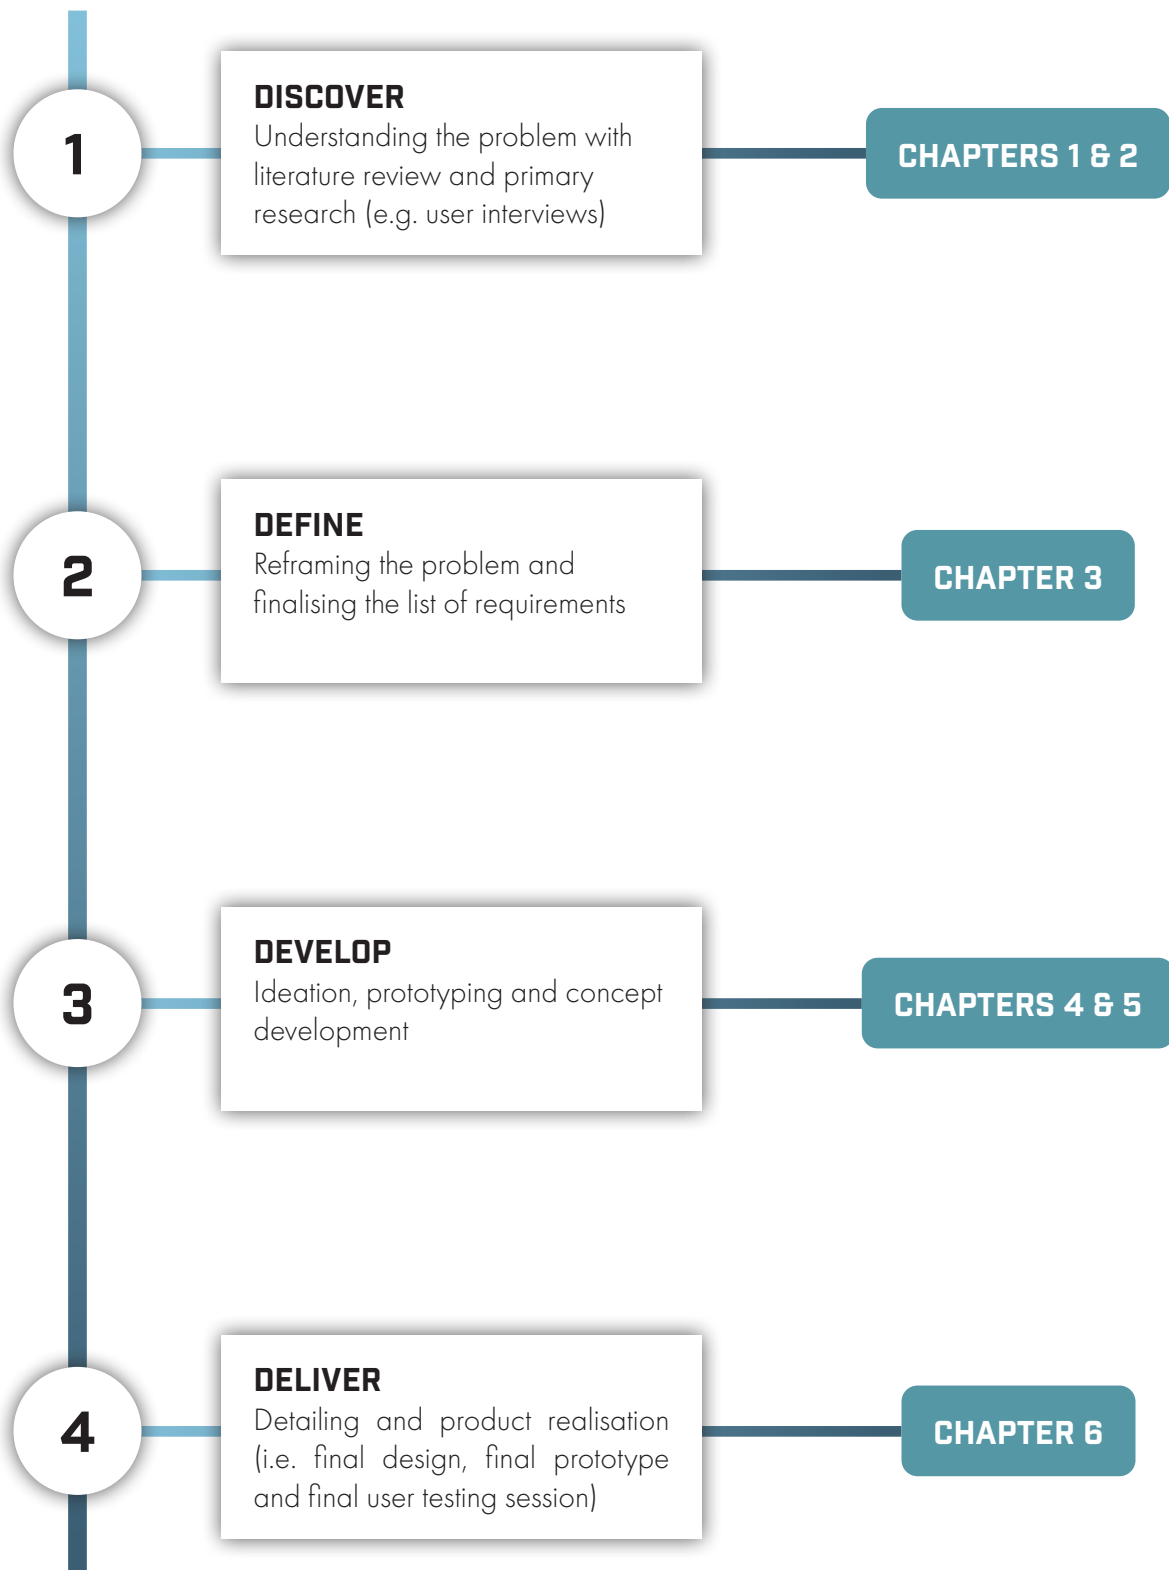 1
DISCOVER
Understanding the problem with
literature review and primary
research (e.g. user interviews)
CHAPTERS 1 & 2
2
DEFINE
Reframing the problem and
finalising the list of requirements
CHAPTER 3
3
DEVELOP
Ideation, prototyping and concept
development
CHAPTERS 4 & 5
4
DELIVER
Detailing and product realisation
(i.e. final design, final prototype
and final user testing session)
CHAPTER 6